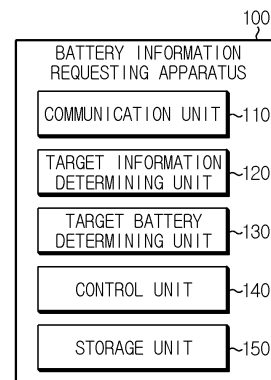 100
BATTERY INFORMATION
REQUESTING APPARATUS
COMMUNICATION UNIT
110
TARGET INFORMATION
DETERMINING UNIT
120
TARGET BATTERY
DETERMINING UNIT
130
CONTROL UNIT
140
STORAGE UNIT
150